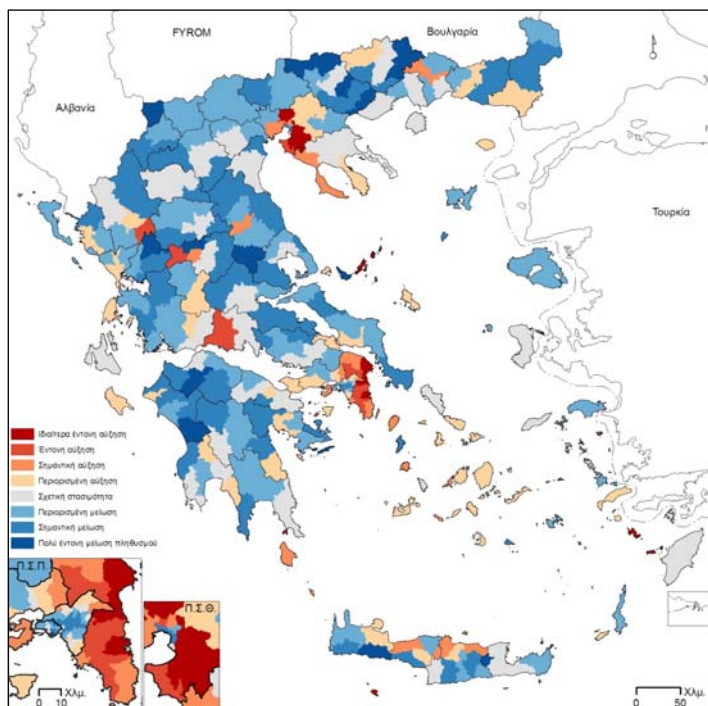 FYROM
Βουλγαρία
Αλβανία
Τουρκία
Ιδιαίτερα έντονη αύξηση
Έντονη αύξηση
Σημαντική αύξηση
Περιορισμένη αύξηση
Σχετική στασιμότητα
Περιορισμένη μείωση
Σημαντική μείωση
Πολύ έντονη μείωση πληθυσμού
Π.Σ.Π.
Π.Σ.Θ.
0 10 Χλμ.
0 50 Χλμ.